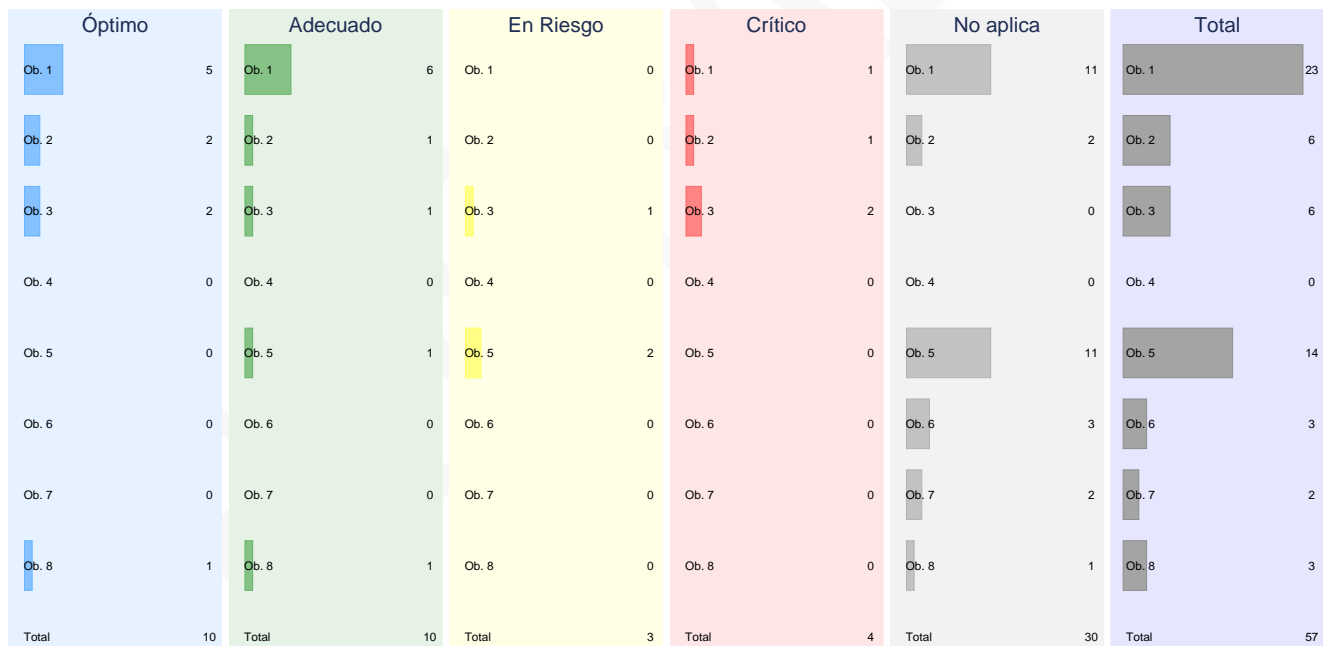 Óptimo Adecuado En Riesgo Crítico No aplica Total
Ob. 1 5 Ob. 1 6 Ob. 1 0 Ob. 1 1 Ob. 1 11 Ob. 1 23
Ob. 2 2 Ob. 2 1 Ob. 2 0 Ob. 2 1 Ob. 2 2 Ob. 2 6
Ob. 3 2 Ob. 3 1 Ob. 3 1 Ob. 3 2 Ob. 3 0 Ob. 3 6
Ob. 4 0 Ob. 4 0 Ob. 4 0 Ob. 4 0 Ob. 4 0 Ob. 4 0
Ob. 5 0 Ob. 5 1 Ob. 5 2 Ob. 5 0 Ob. 5 11 Ob. 5 14
Ob. 6 0 Ob. 6 0 Ob. 6 0 Ob. 6 0 Ob. 6 3 Ob. 6 3
Ob. 7 0 Ob. 7 0 Ob. 7 0 Ob. 7 0 Ob. 7 2 Ob. 7 2
Ob. 8 1 Ob. 8 1 Ob. 8 0 Ob. 8 0 Ob. 8 1 Ob. 8 3
Total 10 Total 10 Total 3 Total 4 Total 30 Total 57